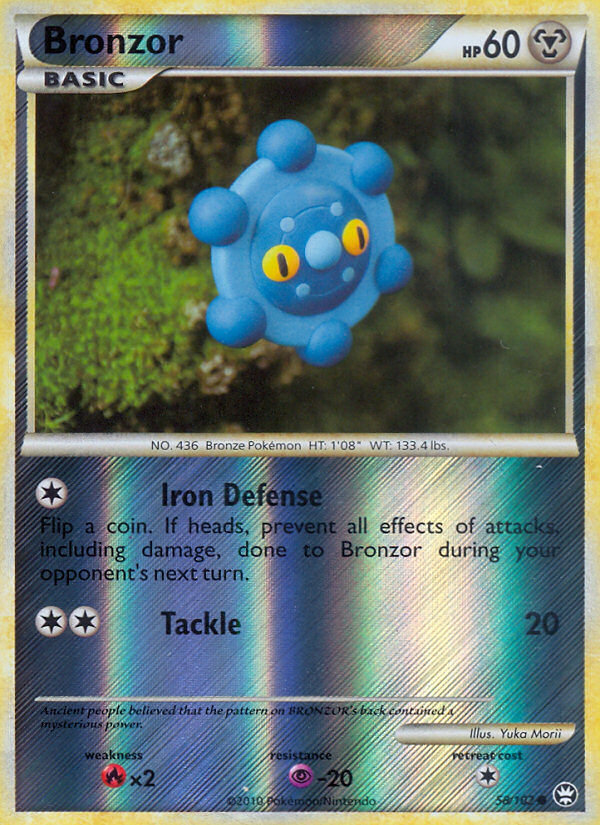 Bronzor
HP 60
BASIC
NO. 436 Bronze Pokémon HT: 1'08" WT: 133.4 lbs.
Iron Defense
Flip a coin. If heads, prevent all effects of attacks,
including damage, done to Bronzor during your
opponent's next turn.
Tackle 20
Ancient people believed that the pattern on BRONZOR's back contained a
mysterious power.
Illus. Yuka Morii
weakness resistance retreat cost
×2 -20
©2010 Pokémon/Nintendo 58/102